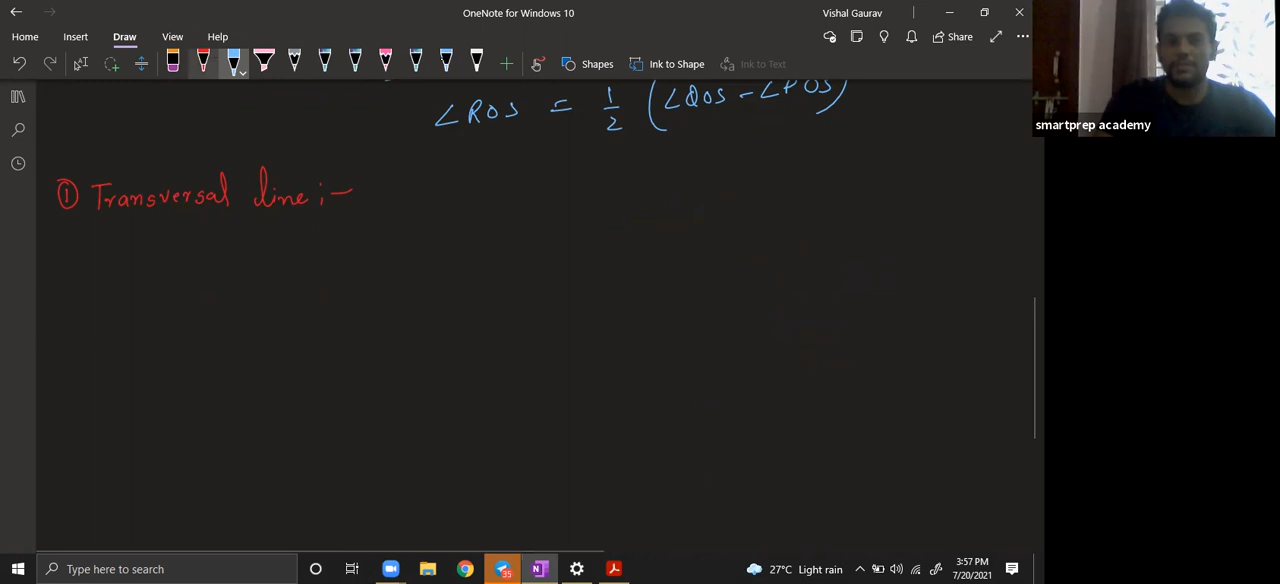 OneNote for Windows 10
Vishal Gaurav
Home Insert Draw View Help
Share
Shapes
Ink to Shape
Ink to Text
smartprep academy
∠ROS = 1/2 (∠QOS - ∠POS)
① Transversal line :-
Type here to search
35
27°C Light rain
3:57 PM
7/20/2021